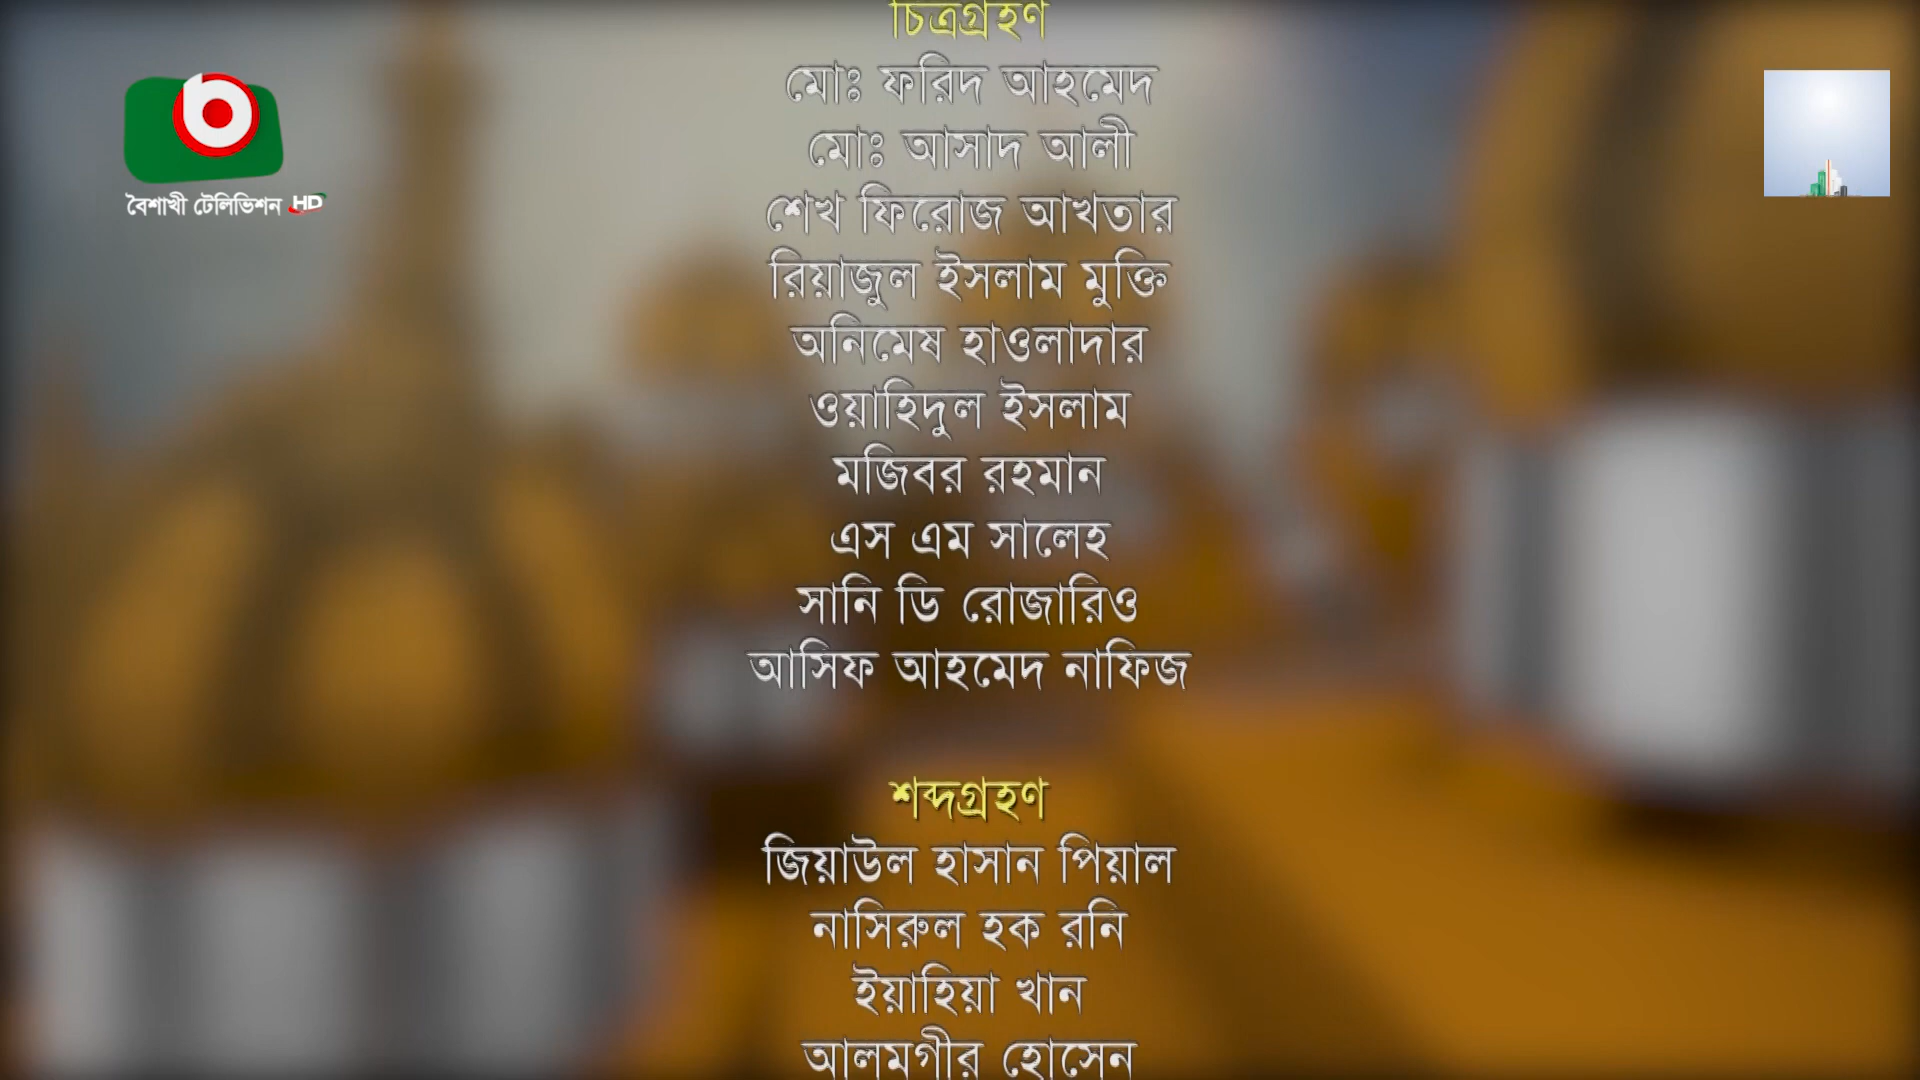 চিত্রগ্রহণ
মোঃ ফরিদ আহমেদ
মোঃ আসাদ আলী
শেখ ফিরোজ আখতার
রিয়াজুল ইসলাম মুক্তি
অনিমেষ হাওলাদার
ওয়াহিদুল ইসলাম
মজিবর রহমান
এস এম সালেহ
সানি ডি রোজারিও
আসিফ আহমেদ নাফিজ
শব্দগ্রহণ
জিয়াউল হাসান পিয়াল
নাসিরুল হক রনি
ইয়াহিয়া খান
আলমগীর হোসেন
বৈশাখী টেলিভিশন HD